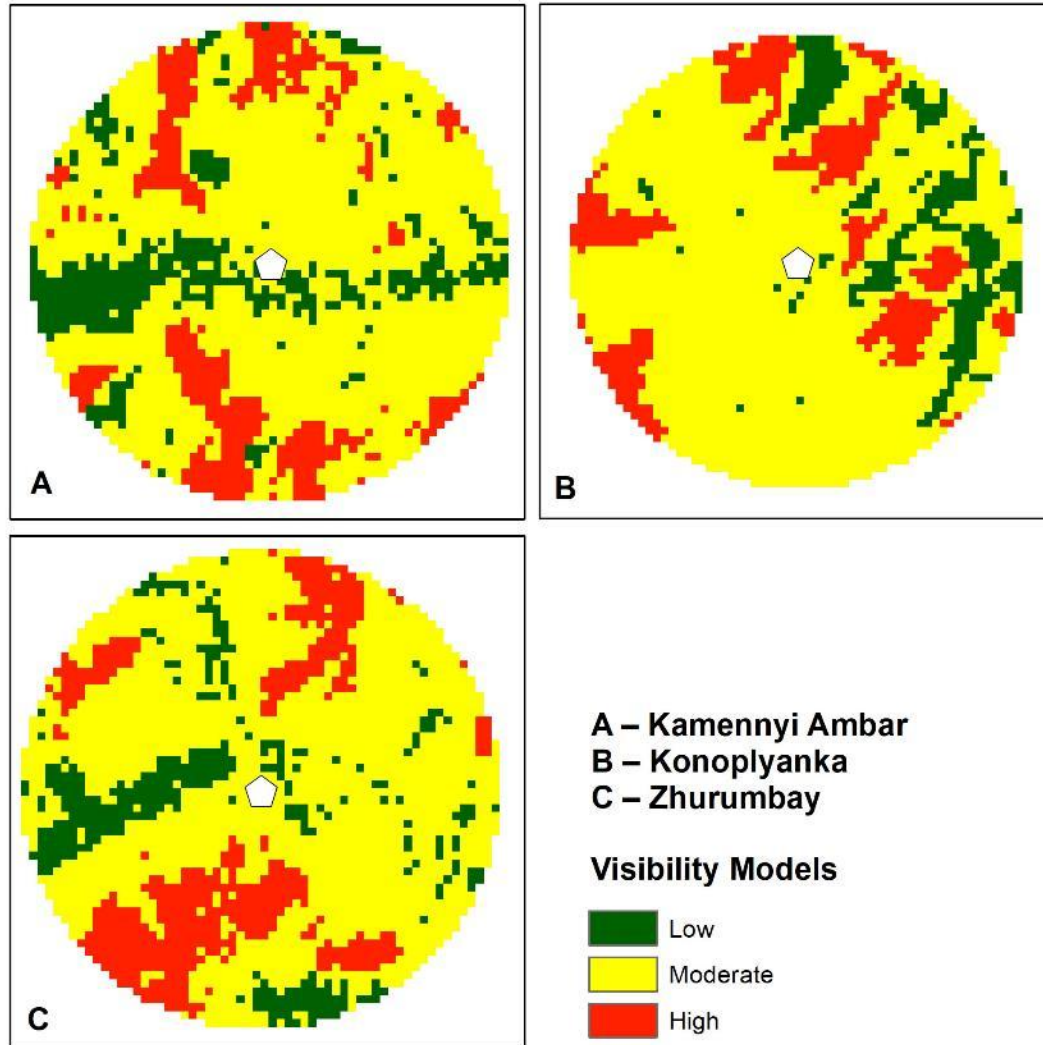 A
B
C
A – Kamennyi Ambar
B – Konoplyanka
C – Zhurumbay
Visibility Models
Low
Moderate
High